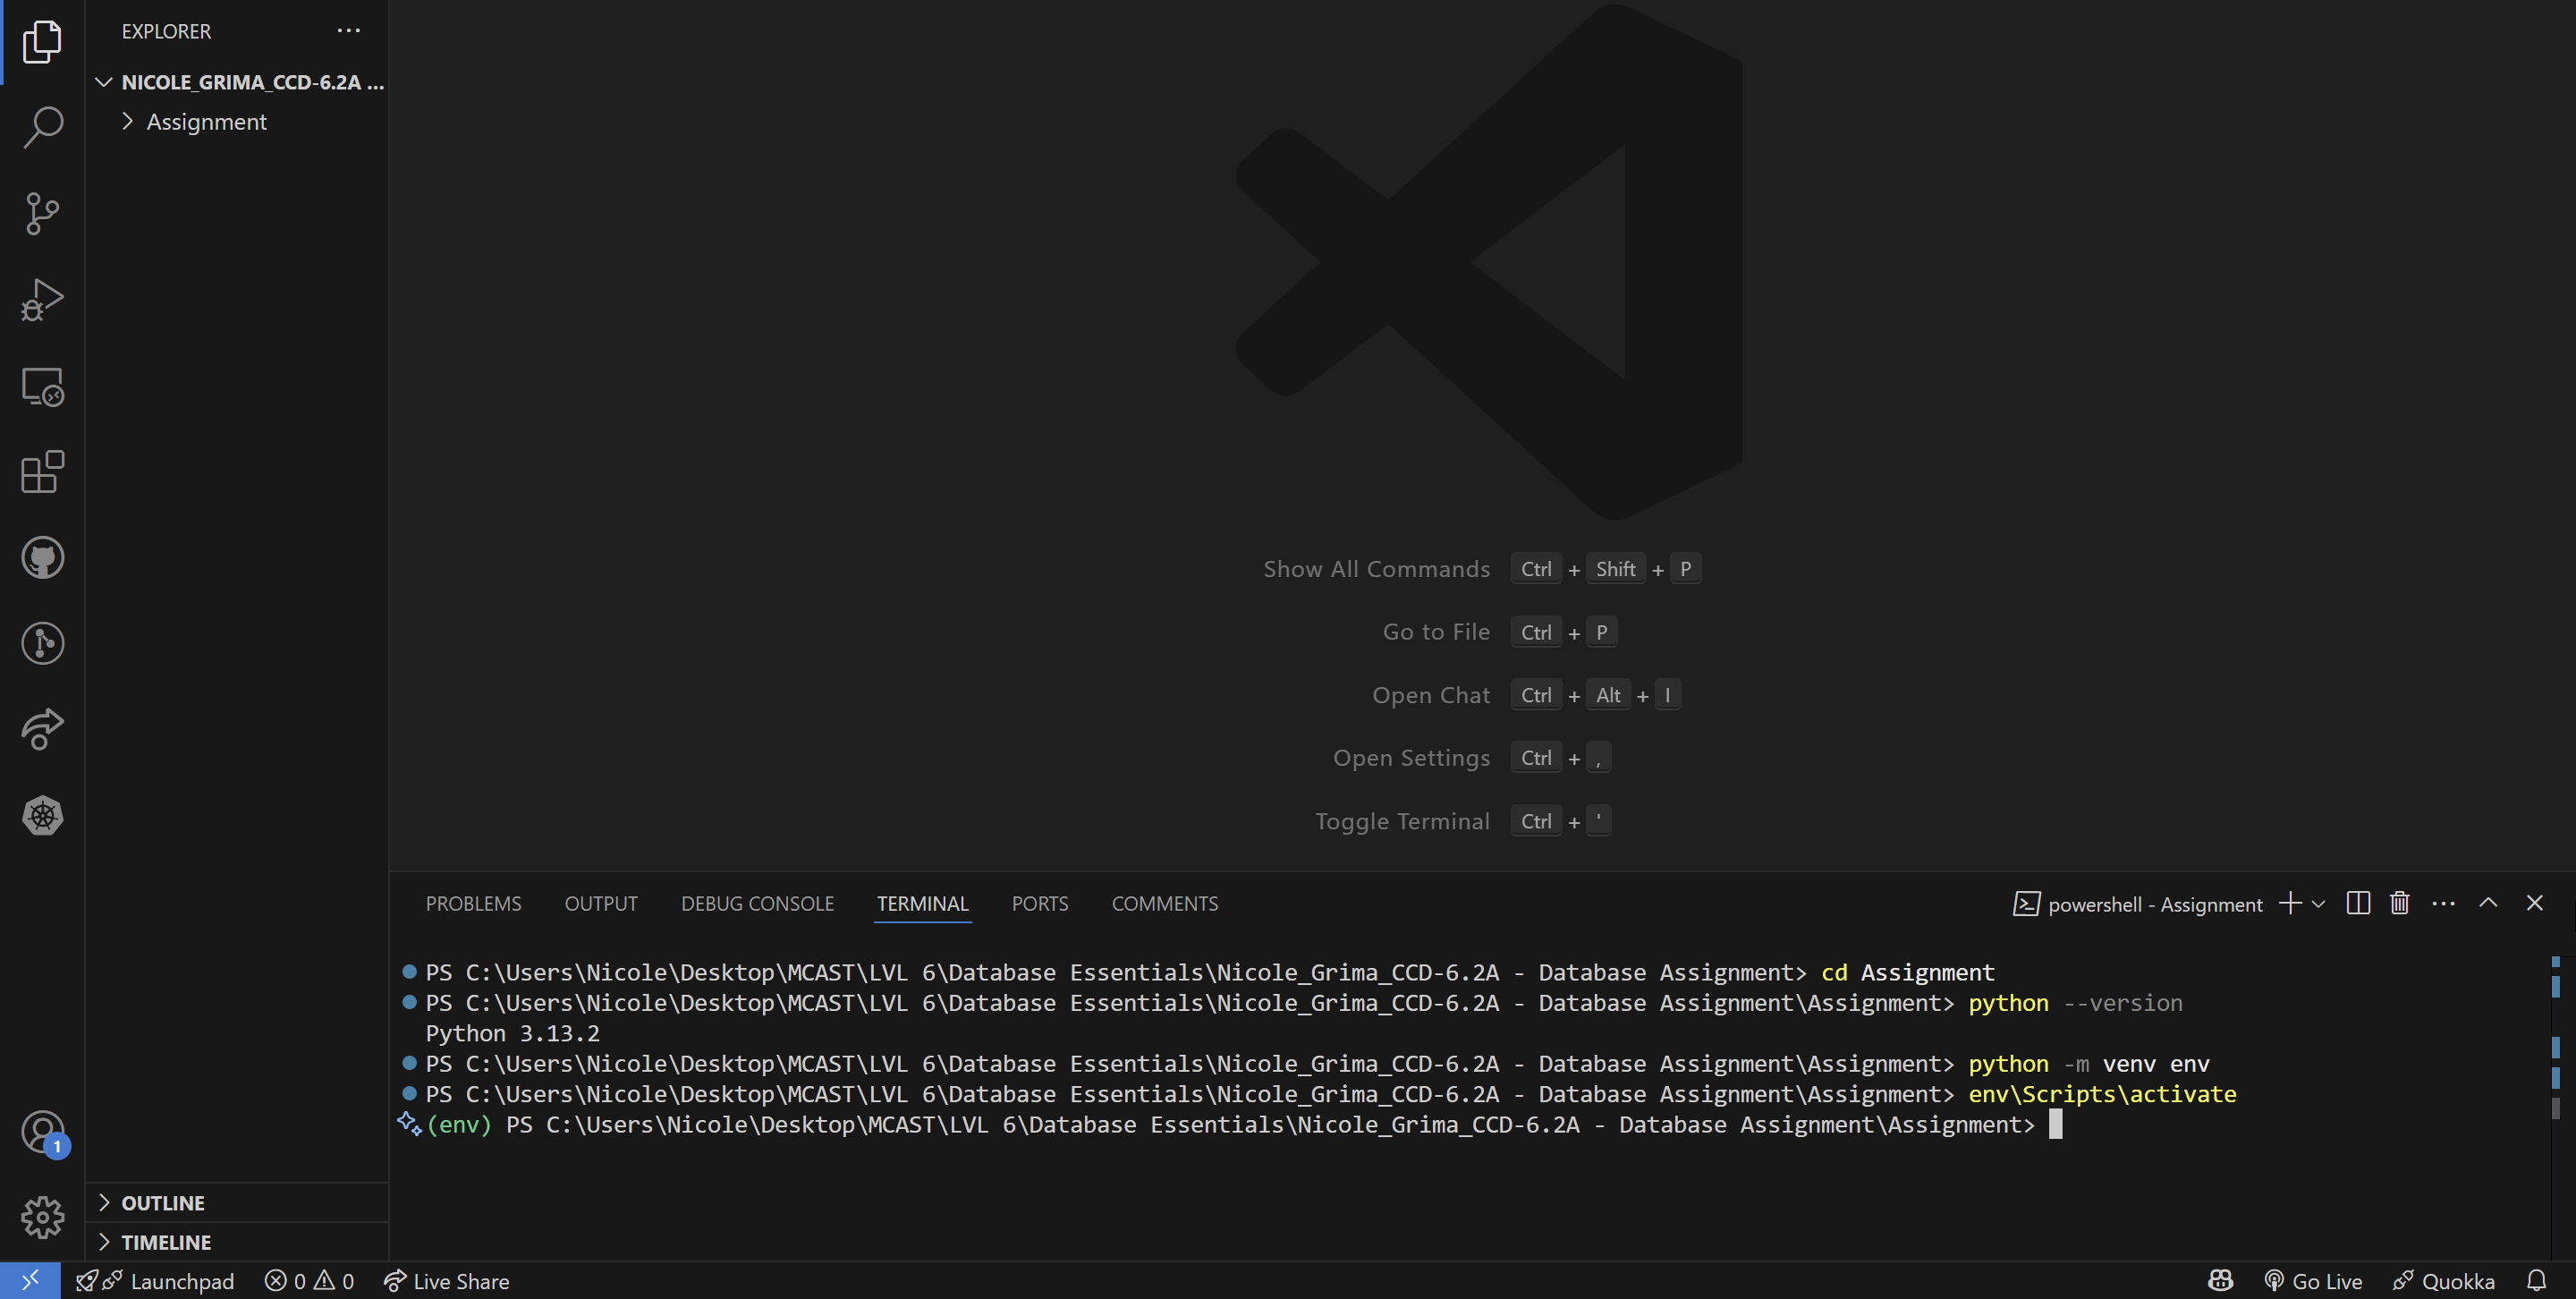 EXPLORER
NICOLE_GRIMA_CCD-6.2A ...
Assignment
Show All Commands Ctrl + Shift + P
Go to File Ctrl + P
Open Chat Ctrl + Alt + I
Open Settings Ctrl + ,
Toggle Terminal Ctrl + '
PROBLEMS OUTPUT DEBUG CONSOLE TERMINAL PORTS COMMENTS
powershell - Assignment
PS C:\Users\Nicole\Desktop\MCAST\LVL 6\Database Essentials\Nicole_Grima_CCD-6.2A - Database Assignment> cd Assignment
PS C:\Users\Nicole\Desktop\MCAST\LVL 6\Database Essentials\Nicole_Grima_CCD-6.2A - Database Assignment\Assignment> python --version
Python 3.13.2
PS C:\Users\Nicole\Desktop\MCAST\LVL 6\Database Essentials\Nicole_Grima_CCD-6.2A - Database Assignment\Assignment> python -m venv env
PS C:\Users\Nicole\Desktop\MCAST\LVL 6\Database Essentials\Nicole_Grima_CCD-6.2A - Database Assignment\Assignment> env\Scripts\activate
(env) PS C:\Users\Nicole\Desktop\MCAST\LVL 6\Database Essentials\Nicole_Grima_CCD-6.2A - Database Assignment\Assignment>
1
OUTLINE
TIMELINE
Launchpad 0 0 Live Share
Go Live Quokka